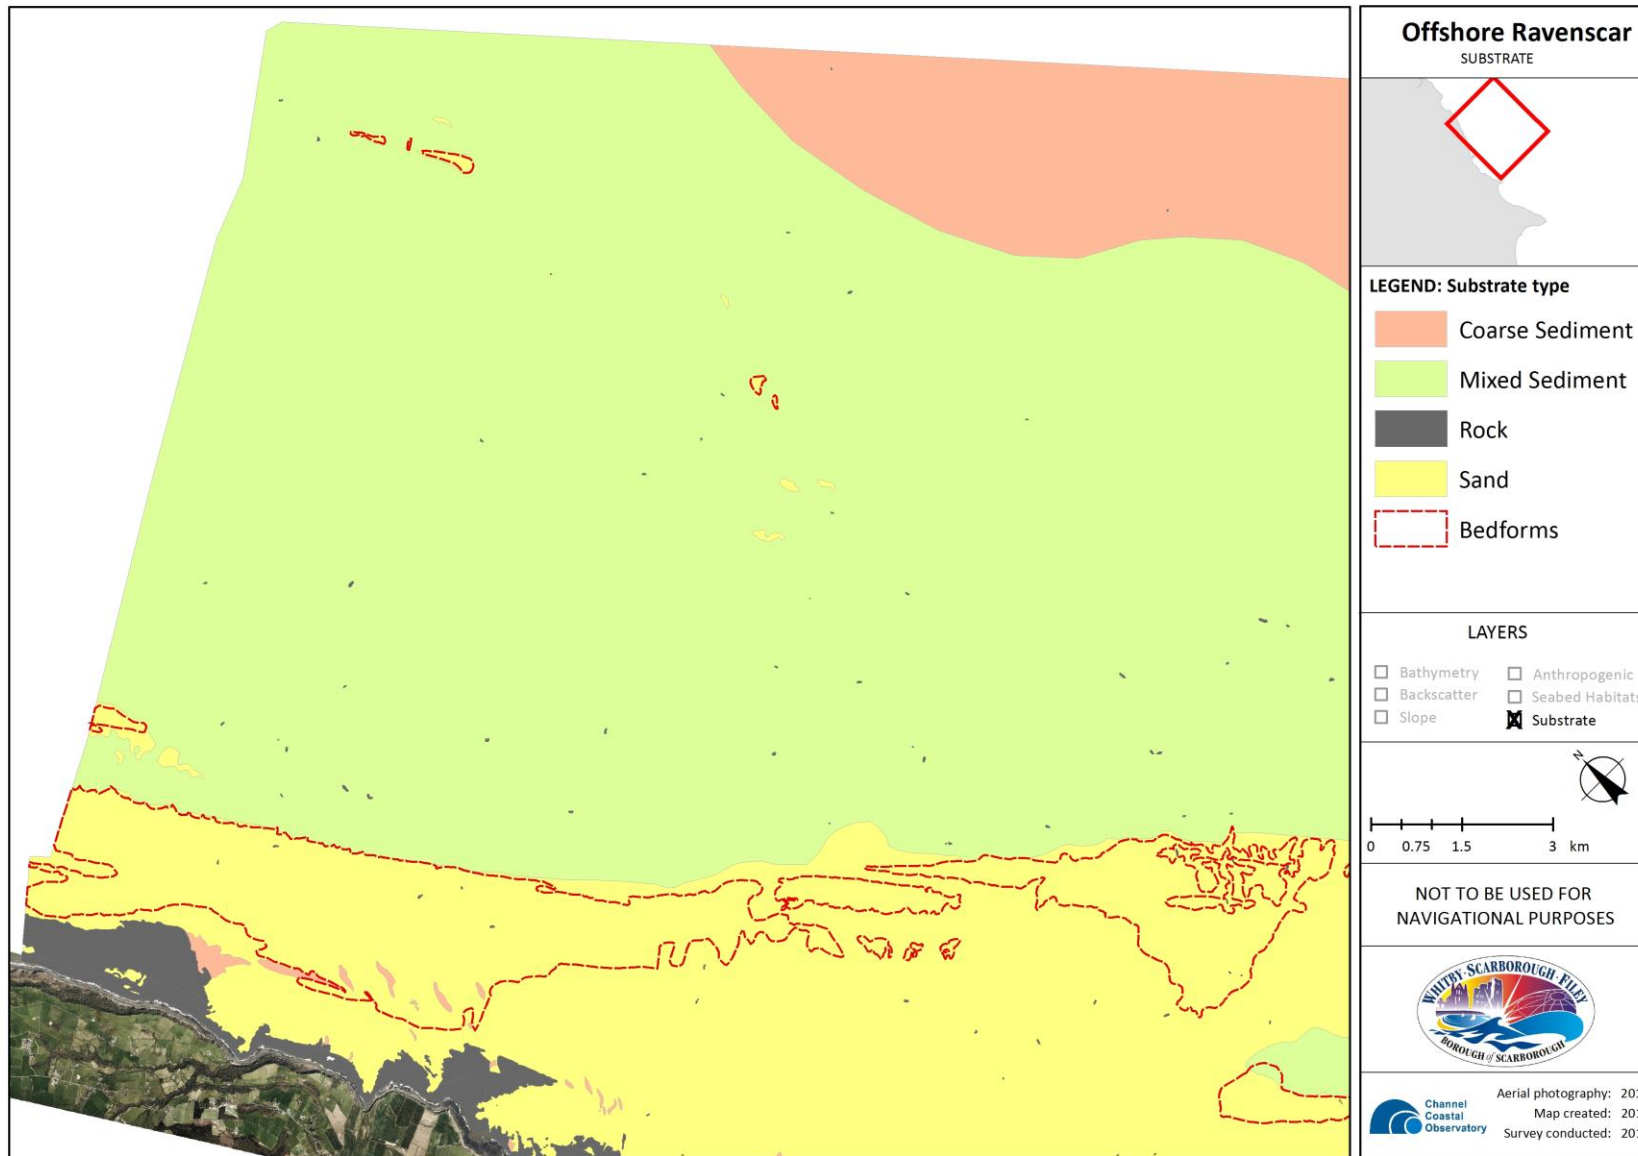 Offshore Ravenscar
SUBSTRATE
LEGEND: Substrate type
Coarse Sediment
Mixed Sediment
Rock
Sand
Bedforms
LAYERS
Bathymetry
Anthropogenic
Backscatter
Seabed Habitats
Slope
Substrate
N
0 0.75 1.5 3 km
NOT TO BE USED FOR
NAVIGATIONAL PURPOSES
WHITBY·SCARBOROUGH·FILEY
BOROUGH of SCARBOROUGH
Channel
Coastal
Observatory
Aerial photography:
Map created:
Survey conducted: